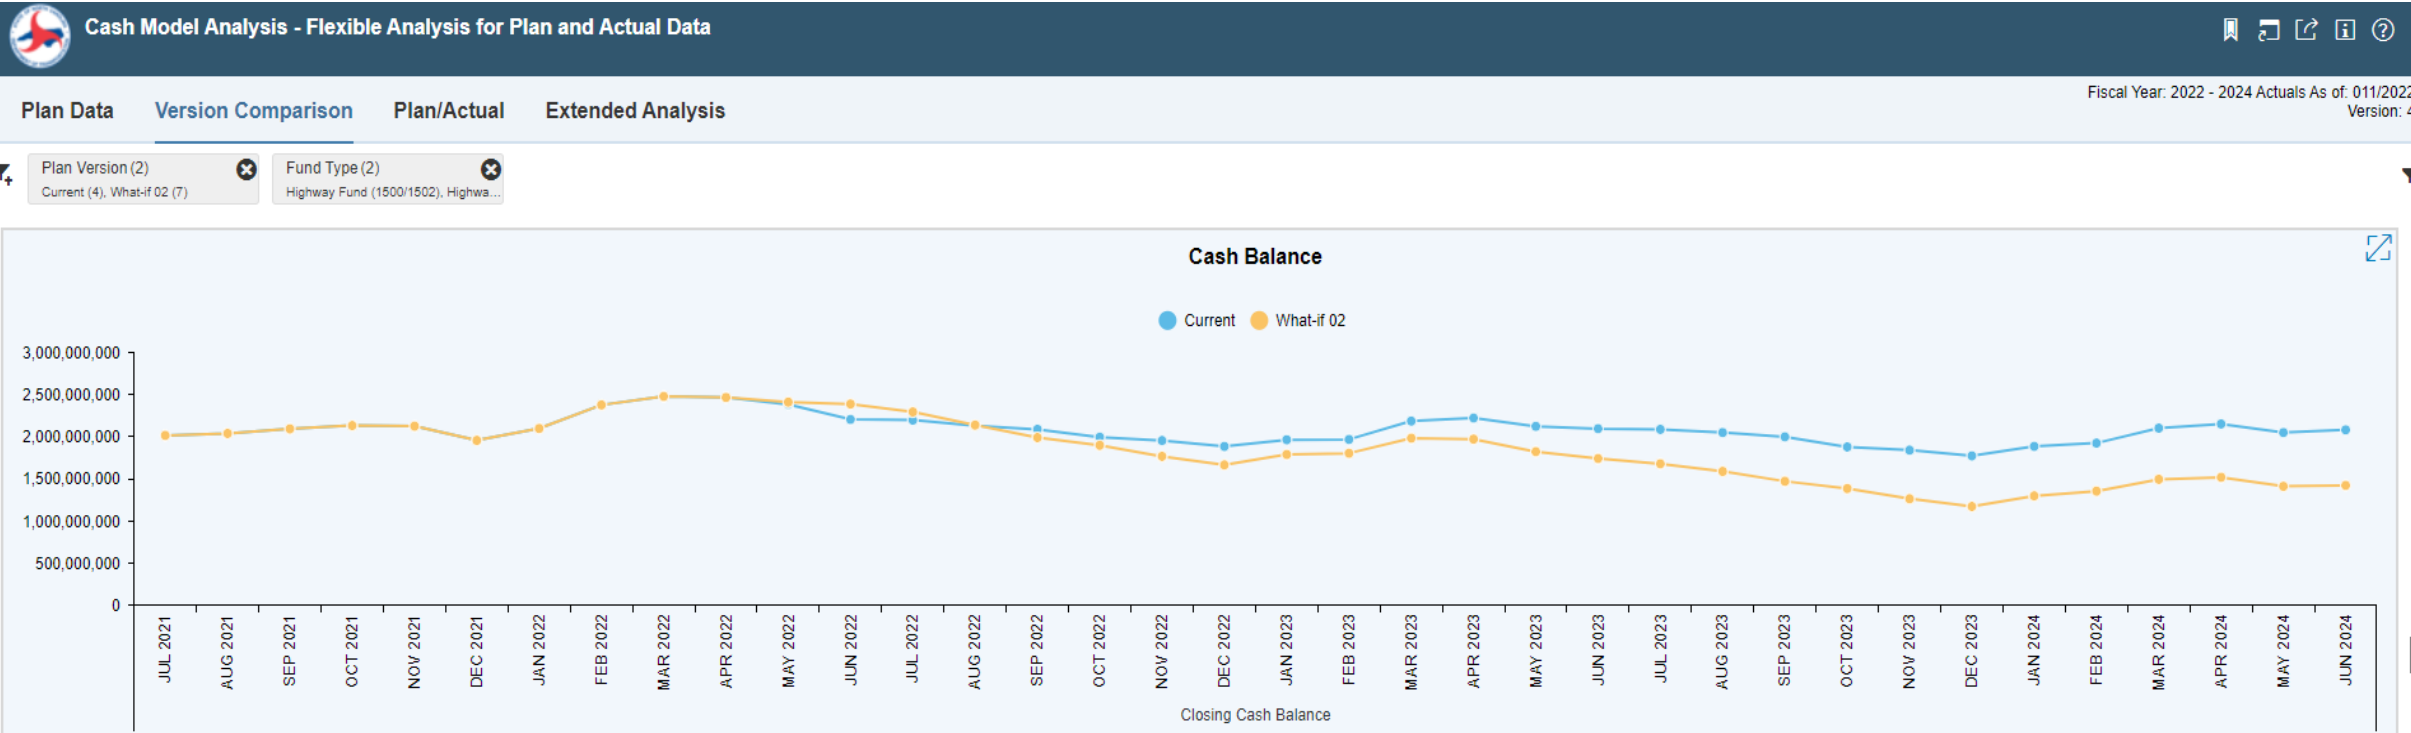 Cash Model Analysis - Flexible Analysis for Plan and Actual Data
Plan Data Version Comparison Plan/Actual Extended Analysis
Fiscal Year: 2022 - 2024 Actuals As of: 011/2022
Version: 4
Plan Version (2)
Current (4), What-if 02 (7)
Fund Type (2)
Highway Fund (1500/1502), Highwa...
Cash Balance
Current What-if 02
3,000,000,000
2,500,000,000
2,000,000,000
1,500,000,000
1,000,000,000
500,000,000
0
JUL 2021
AUG 2021
SEP 2021
OCT 2021
NOV 2021
DEC 2021
JAN 2022
FEB 2022
MAR 2022
APR 2022
MAY 2022
JUN 2022
JUL 2022
AUG 2022
SEP 2022
OCT 2022
NOV 2022
DEC 2022
JAN 2023
FEB 2023
MAR 2023
APR 2023
MAY 2023
JUN 2023
JUL 2023
AUG 2023
SEP 2023
OCT 2023
NOV 2023
DEC 2023
JAN 2024
FEB 2024
MAR 2024
APR 2024
MAY 2024
JUN 2024
Closing Cash Balance